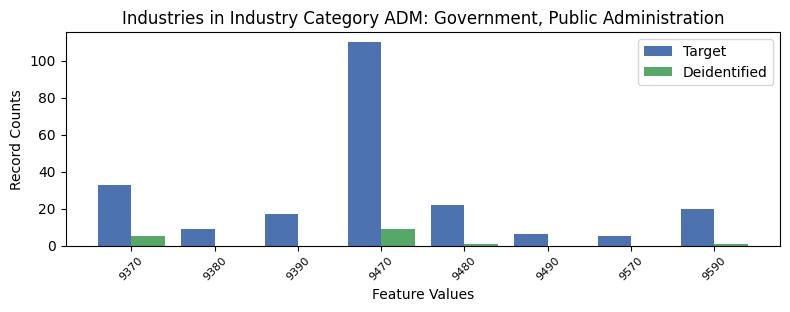 Industries in Industry Category ADM: Government, Public Administration
Target
Deidentified
Record Counts
100
80
60
40
20
0
9370
9380
9390
9470
9480
9490
9570
9590
Feature Values